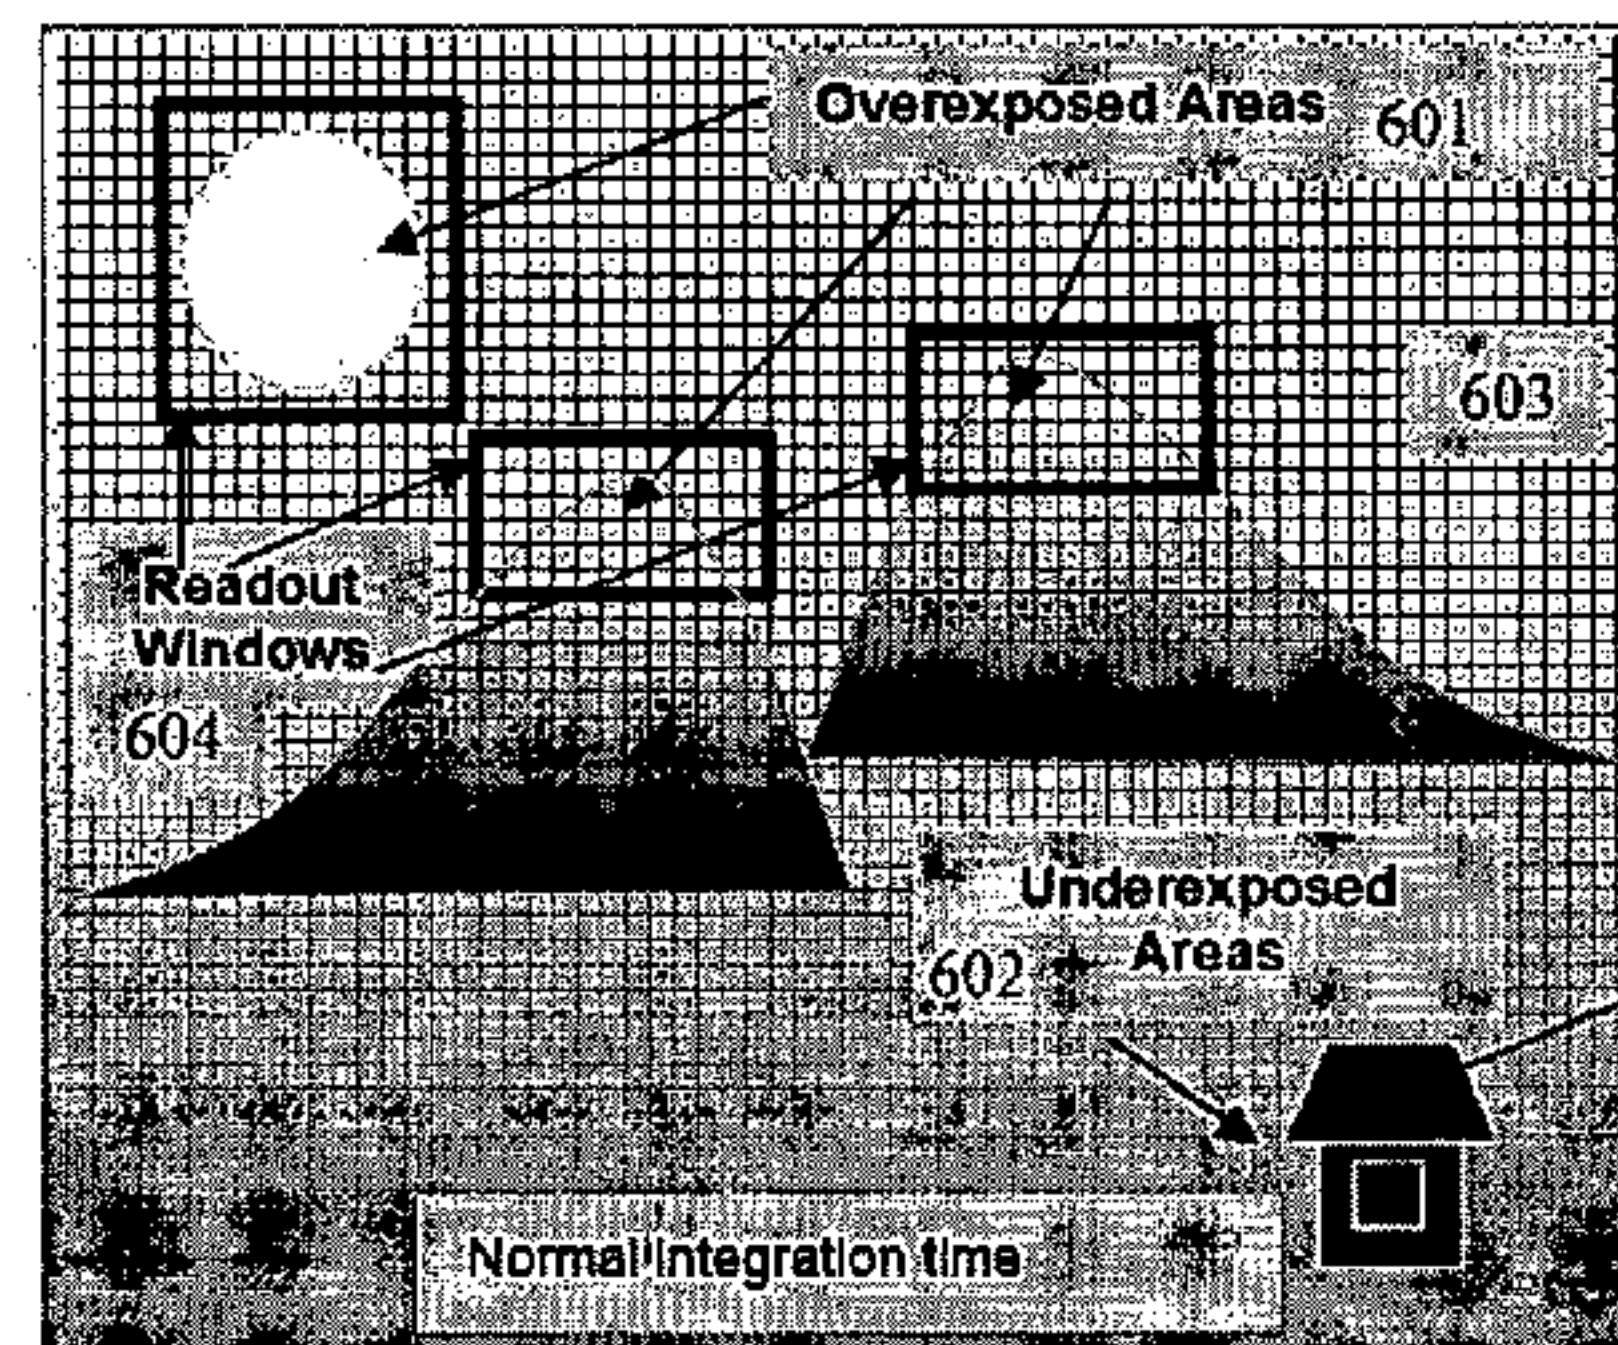 Overexposed Areas 601
603
Readout
Windows
604
Underexposed
602 Areas
Normal Integration time